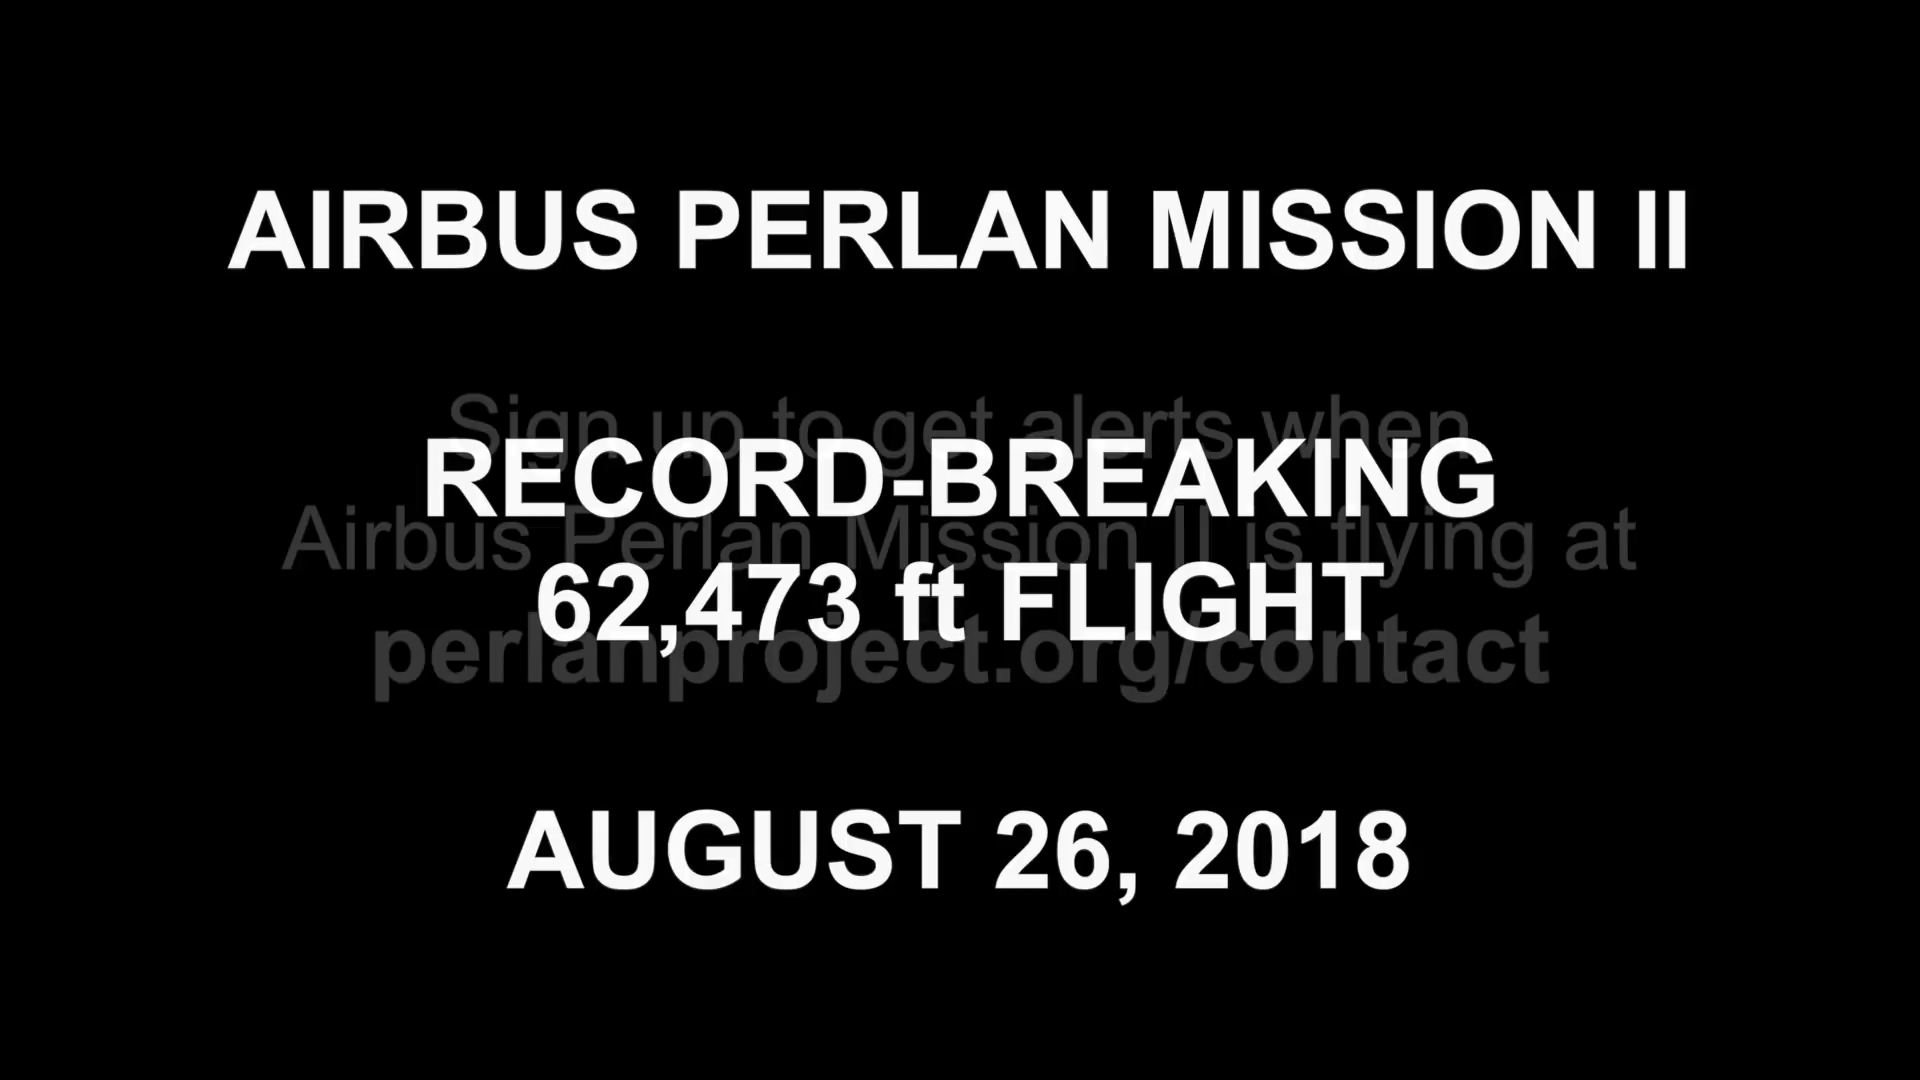 AIRBUS PERLAN MISSION II
Sign up to get alerts when
RECORD-BREAKING
Airbus Perlan Mission II is flying at
62,473 ft FLIGHT
perlanproject.org/contact
AUGUST 26, 2018